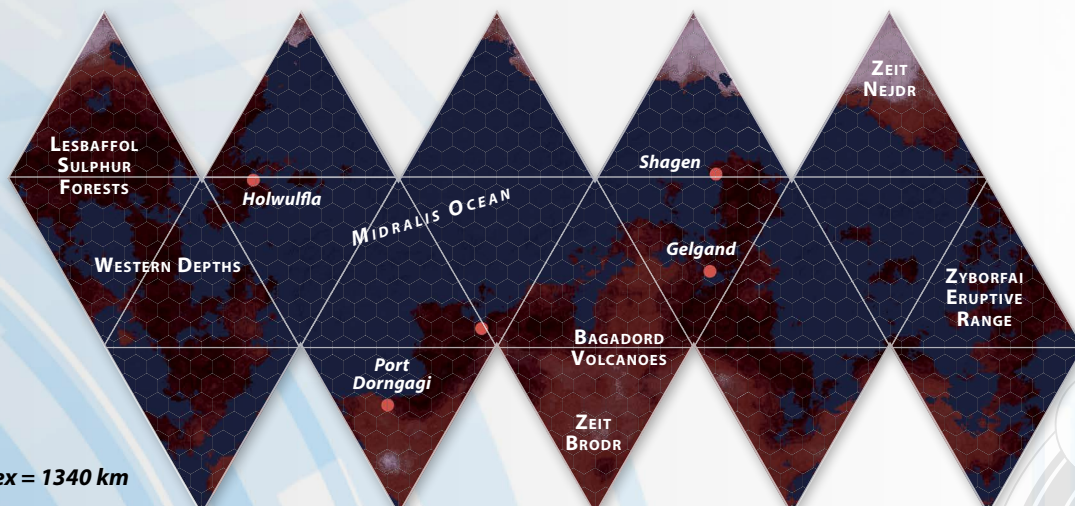 Zeit
Nejdr
Lesbaffol
Sulphur
Forests
Shagen
Holwulfla
Midralis Ocean
Gelgand
Western Depths
Zyborfai
Eruptive
Range
Bagadord
Volcanoes
Port
Dorngagi
Zeit
Brodr
ex = 1340 km